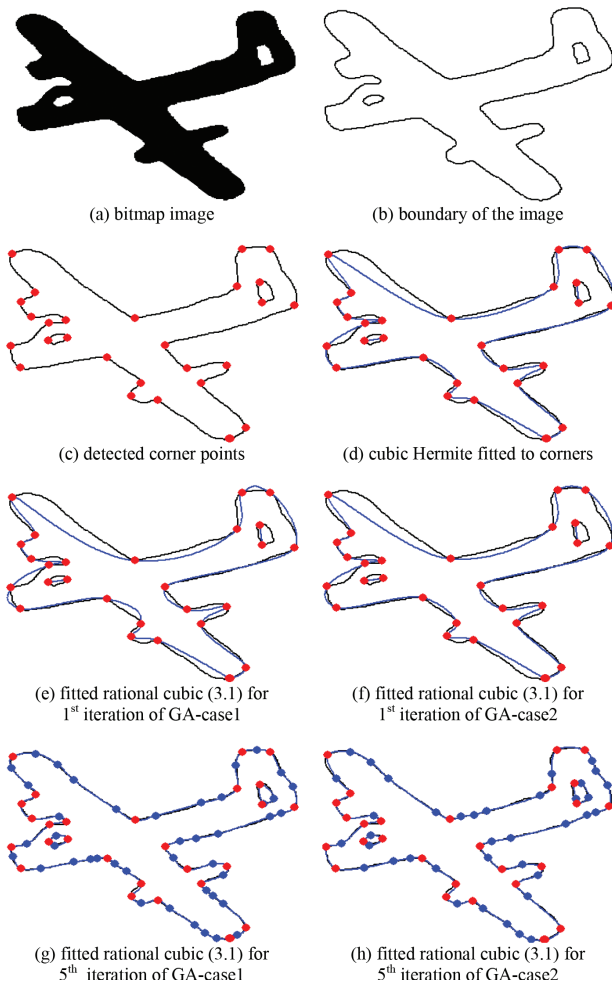 (a) bitmap image
(b) boundary of the image
(c) detected corner points
(d) cubic Hermite fitted to corners
(e) fitted rational cubic (3.1) for
1st iteration of GA-case1
(f) fitted rational cubic (3.1) for
1st iteration of GA-case2
(g) fitted rational cubic (3.1) for
5th iteration of GA-case1
(h) fitted rational cubic (3.1) for
5th iteration of GA-case2